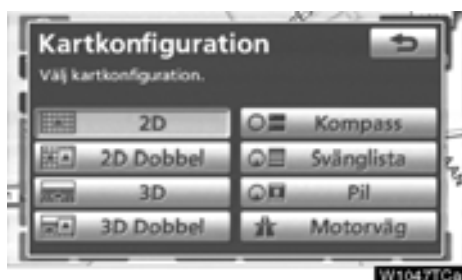 Kartkonfiguration
Välj kartkonfiguration.
2D
Kompass
2D Dobbel
Svänglista
3D
Pil
3D Dobbel
Motorväg
W1047TCa